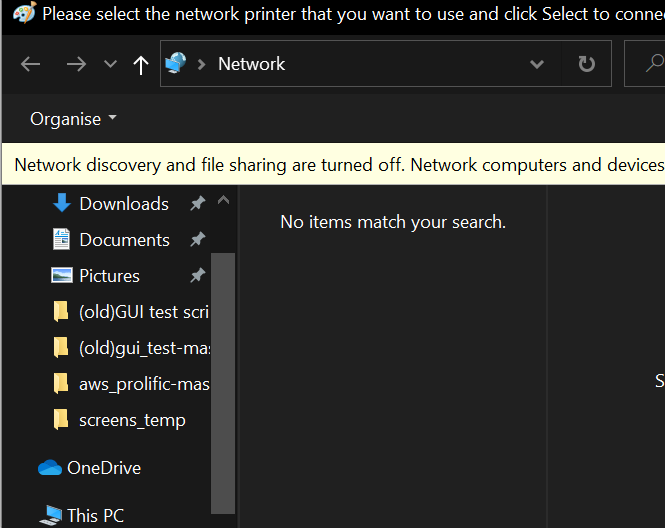 Please select the network printer that you want to use and click Select to connec
Network
Organise
Network discovery and file sharing are turned off. Network computers and devices
Downloads
Documents
Pictures
(old)GUI test scri
(old)gui_test-mas
aws_prolific-mas
screens_temp
OneDrive
This PC
No items match your search.
S